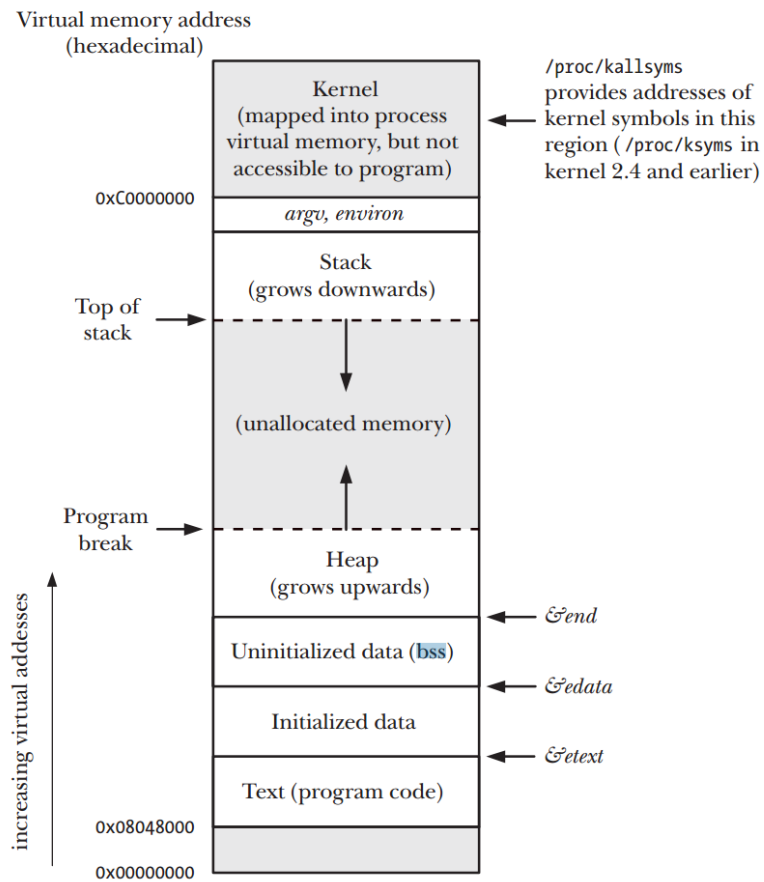 Virtual memory address
(hexadecimal)
/proc/kallsyms
provides addresses of
kernel symbols in this
region ( /proc/ksyms in
kernel 2.4 and earlier)
Kernel
(mapped into process
virtual memory, but not
accessible to program)
0xC0000000
argv, environ
Stack
(grows downwards)
Top of
stack
(unallocated memory)
Program
break
Heap
(grows upwards)
&end
Uninitialized data (bss)
&edata
Initialized data
&etext
Text (program code)
0x08048000
0x00000000
increasing virtual addesses